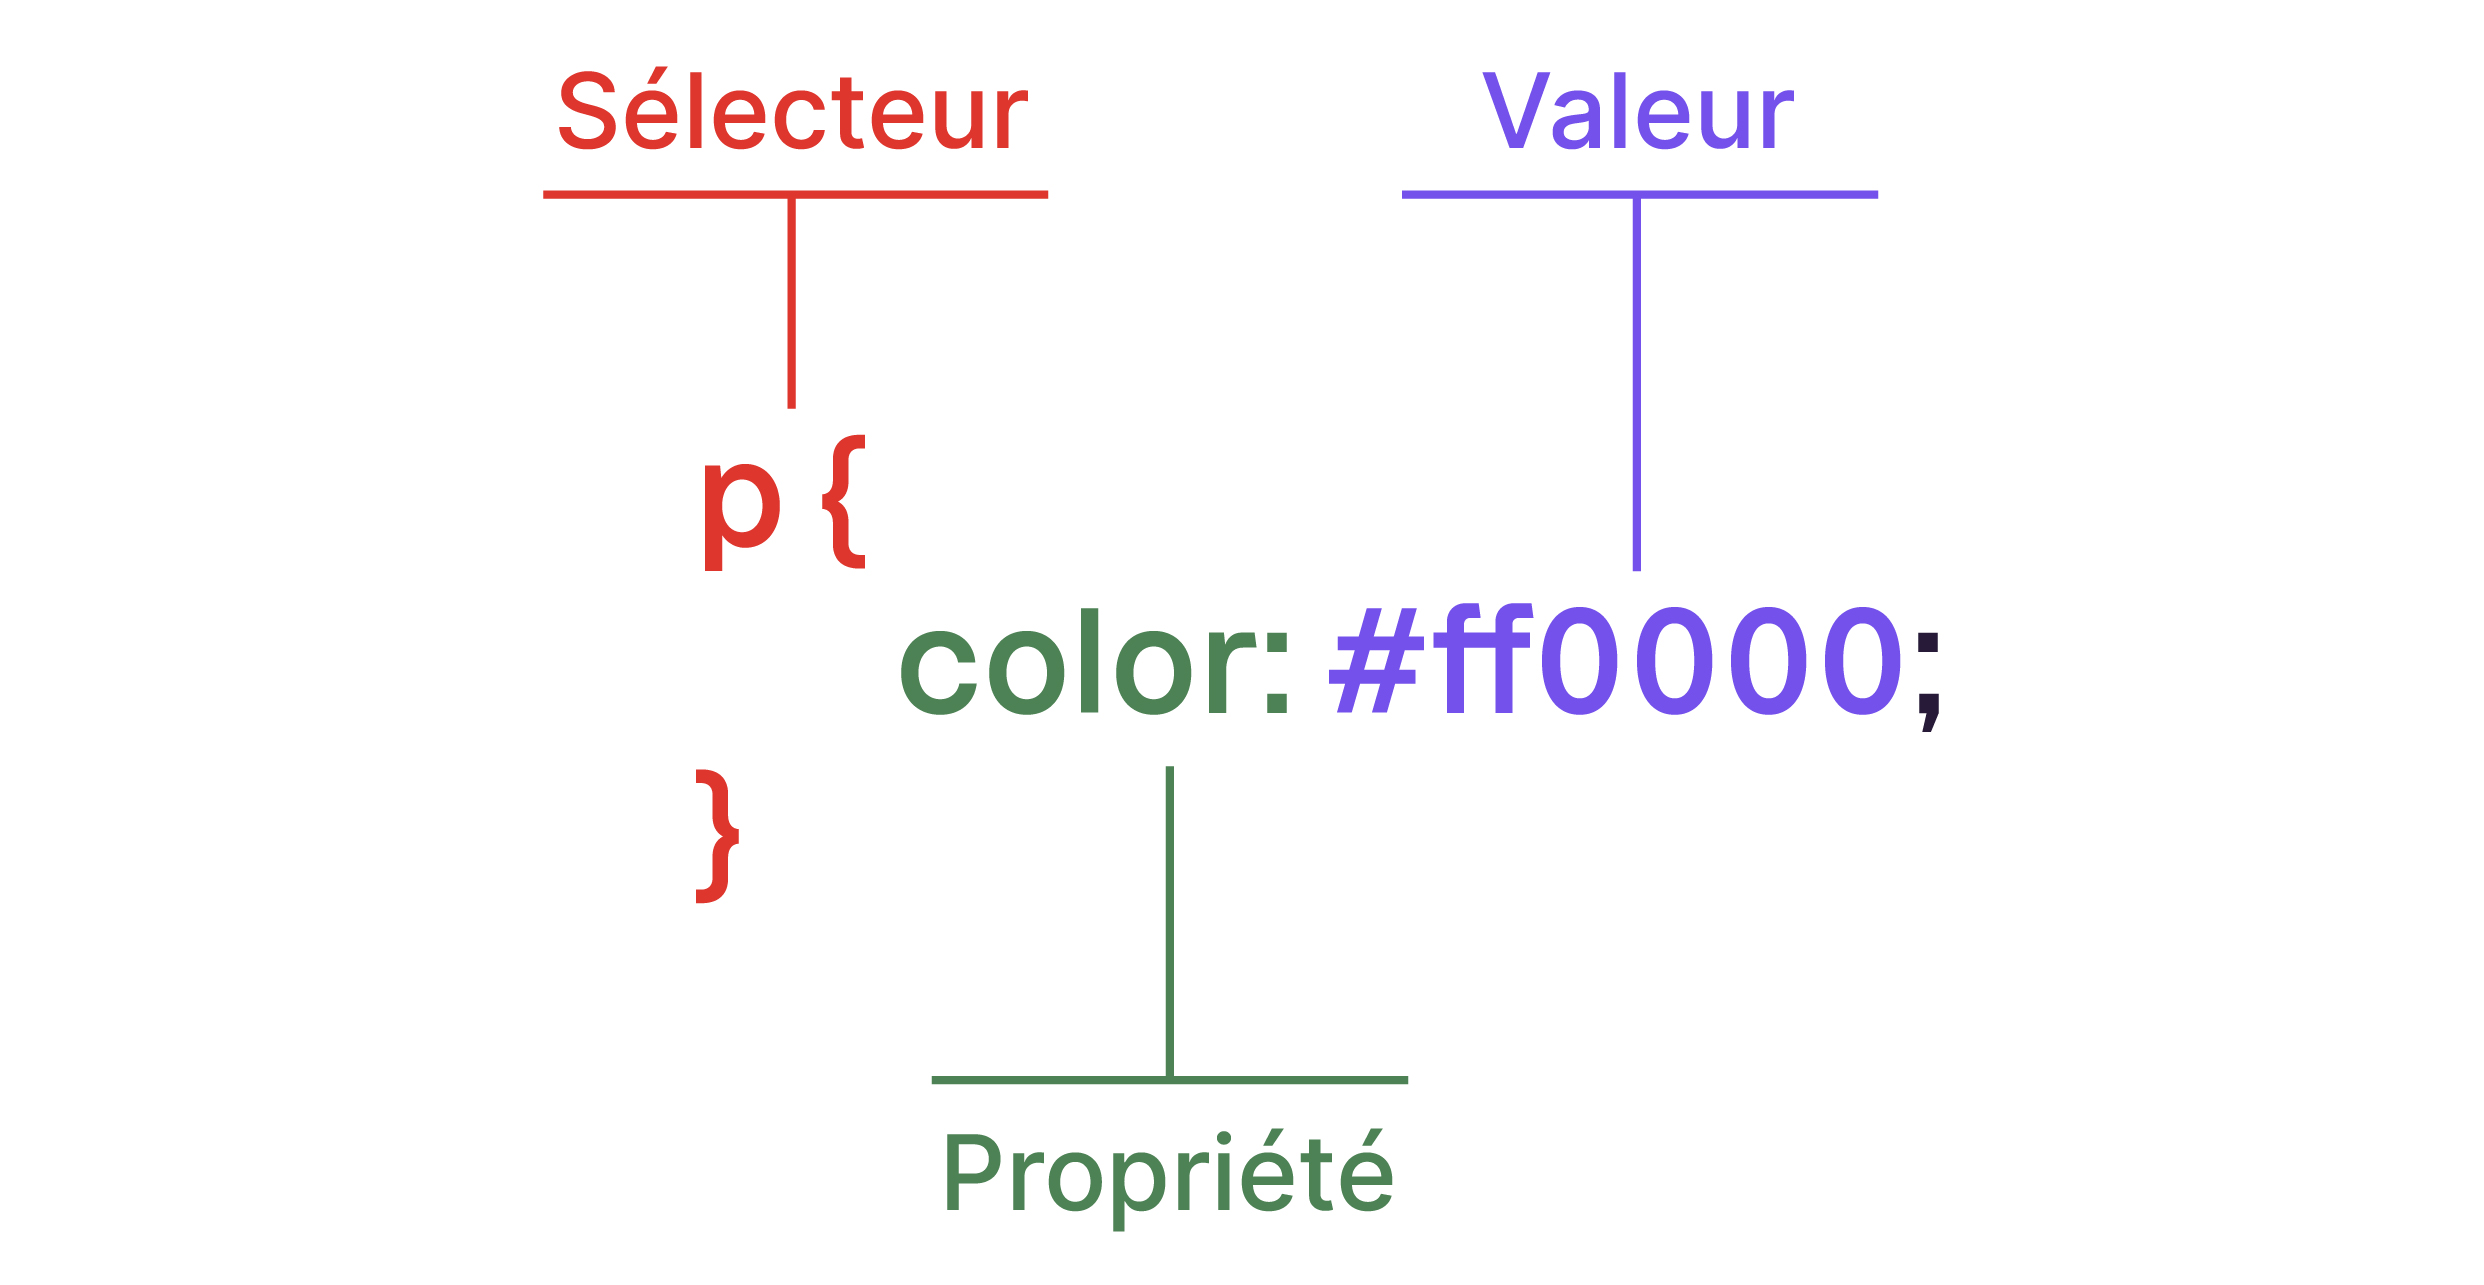 Sélecteur
Valeur
p {
color: #ff0000;
}
Propriété